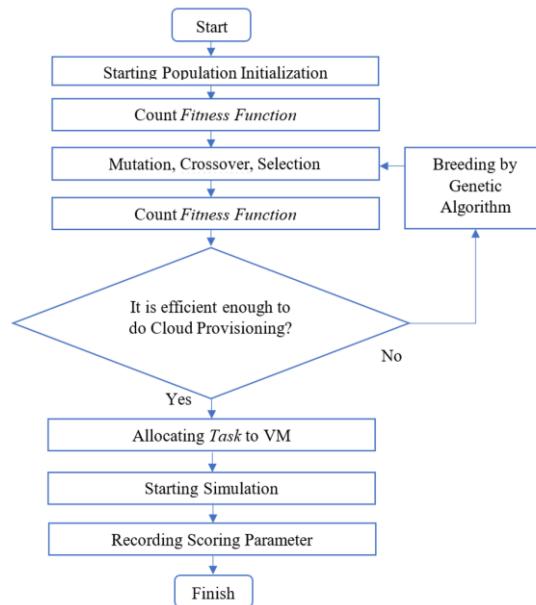 Start
Starting Population Initialization
Count Fitness Function
Mutation, Crossover, Selection
Breeding by
Genetic
Algorithm
Count Fitness Function
It is efficient enough to
do Cloud Provisioning?
No
Yes
Allocating Task to VM
Starting Simulation
Recording Scoring Parameter
Finish